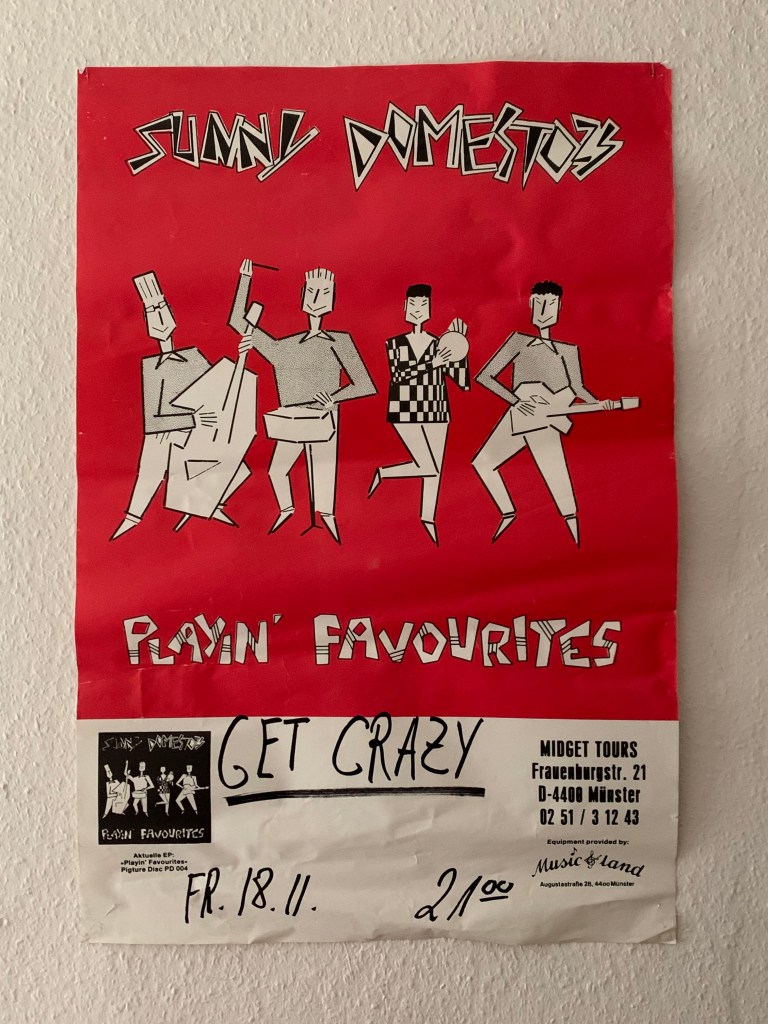 SUNNY DOMESTOZS
PLAYIN' FAVOURITES
SUNNY DOMESTOZS
PLAYIN' FAVOURITES
Aktuelle EP:
»Playin' Favourites«
Pigture Disc PD 004
GET CRAZY
FR. 18.11. 2100
MIDGET TOURS
Frauenburgstr. 21
D-4400 Münster
02 51 / 3 12 43
Equipment provided by:
Music land
Augustastraße 28, 44oo Münster